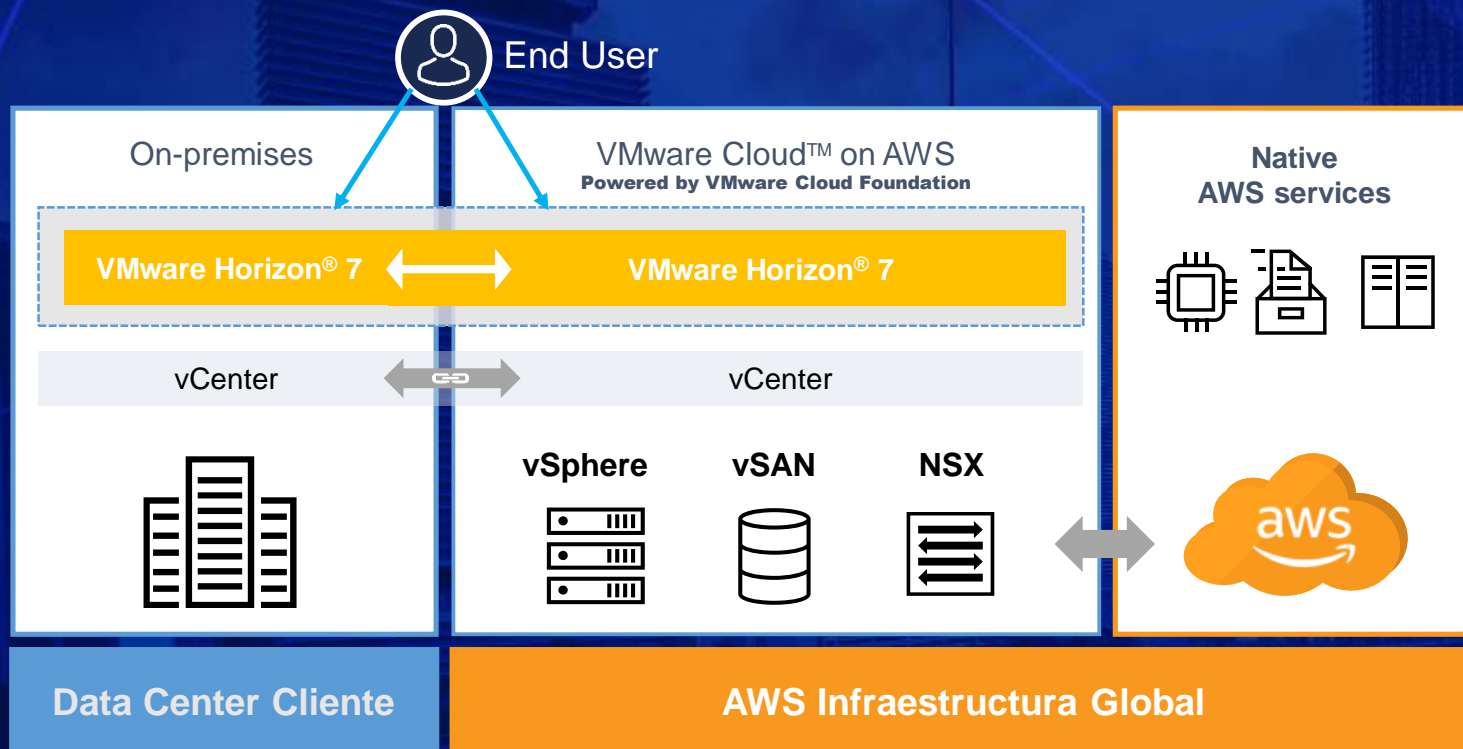 End User
On-premises
VMware Cloud™ on AWS
Powered by VMware Cloud Foundation
Native
AWS services
VMware Horizon® 7
VMware Horizon® 7
vCenter
vCenter
vSphere
vSAN
NSX
aws
Data Center Cliente
AWS Infraestructura Global